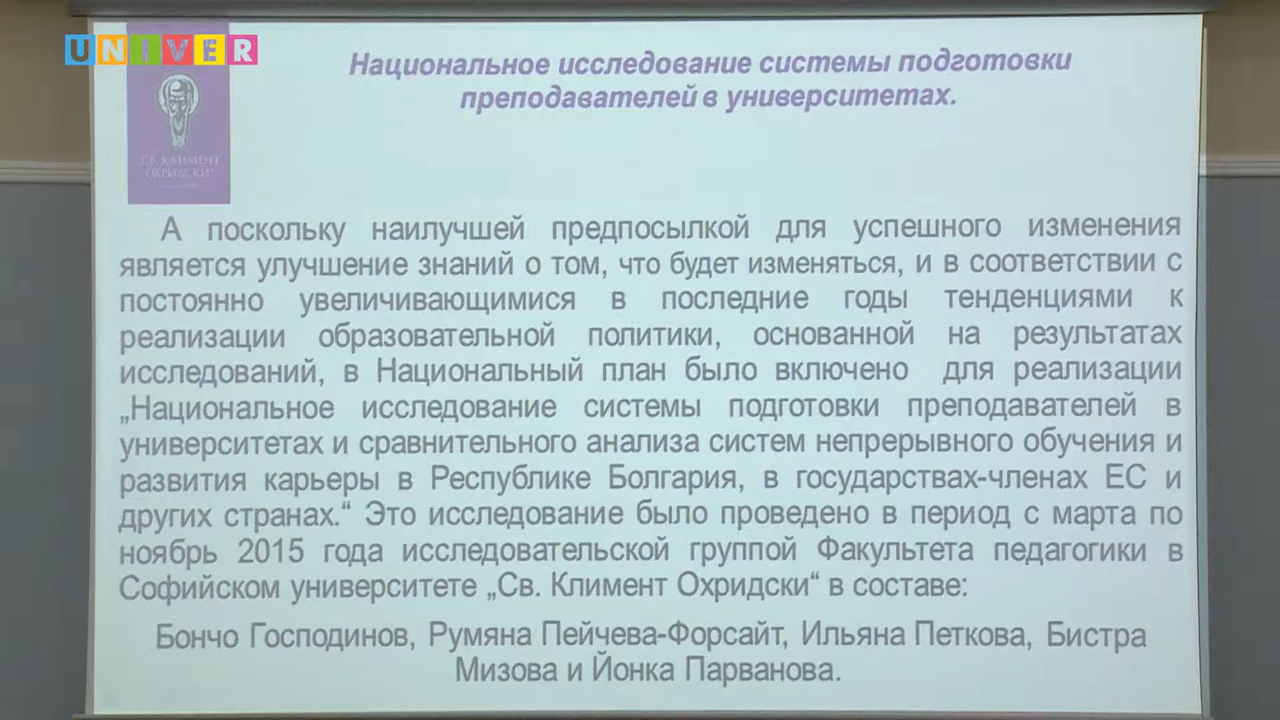 UNIVER
Национальное исследование системы подготовки
преподавателей в университетах.
"СВ. КЛИМЕНТ
ОХРИДСКИ"
А поскольку наилучшей предпосылкой для успешного изменения
является улучшение знаний о том, что будет изменяться, и в соответствии с
постоянно увеличивающимися в последние годы тенденциями к
реализации образовательной политики, основанной на результатах
исследований, в Национальный план было включено для реализации
„Национальное исследование системы подготовки преподавателей в
университетах и сравнительного анализа систем непрерывного обучения и
развития карьеры в Республике Болгария, в государствах-членах ЕС и
других странах.“ Это исследование было проведено в период с марта по
ноябрь 2015 года исследовательской группой Факультета педагогики в
Софийском университете „Св. Климент Охридски“ в составе:
Бончо Господинов, Румяна Пейчева-Форсайт, Ильяна Петкова, Бистра
Мизова и Йонка Парванова.